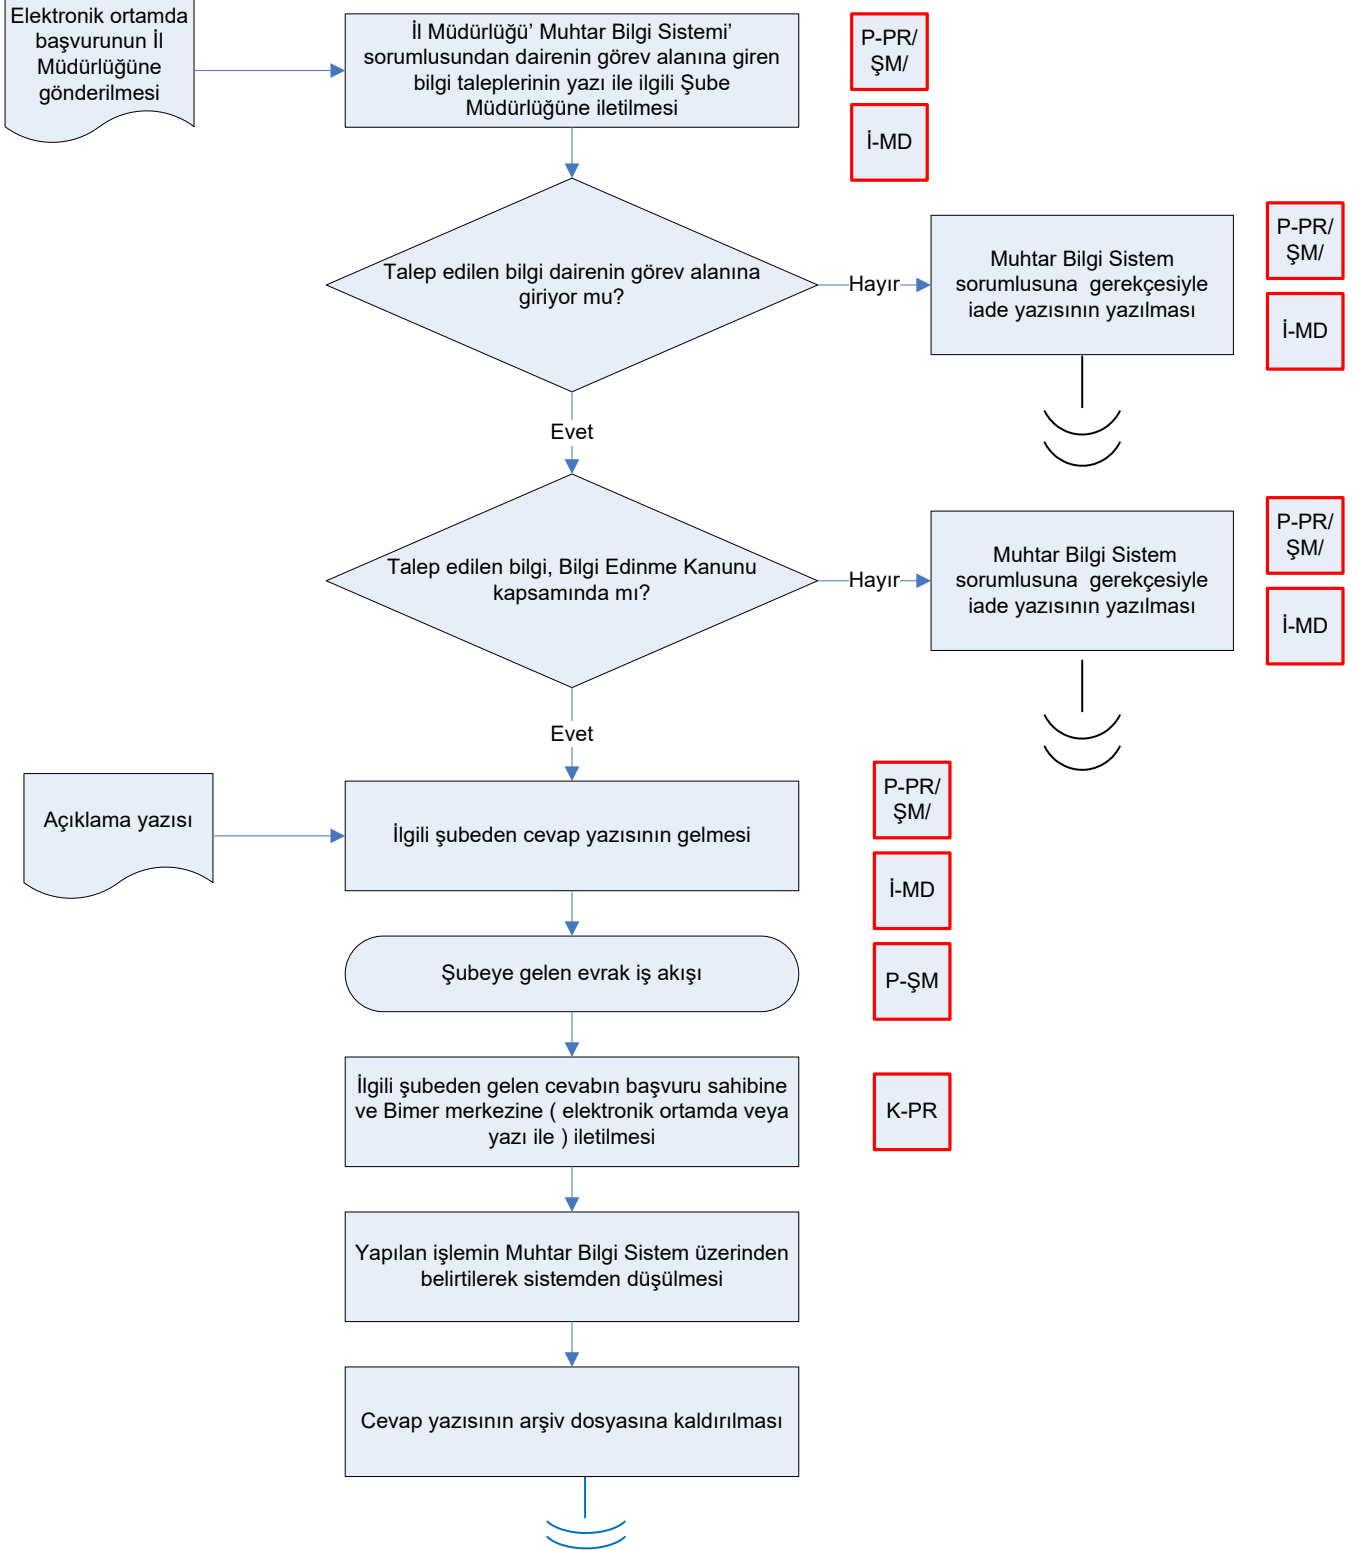 Elektronik ortamda
başvurunun İl
Müdürlüğüne
gönderilmesi
İl Müdürlüğü’ Muhtar Bilgi Sistemi’
sorumlusundan dairenin görev alanına giren
bilgi taleplerinin yazı ile ilgili Şube
Müdürlüğüne iletilmesi
P-PR/
ŞM/
İ-MD
Talep edilen bilgi dairenin görev alanına
giriyor mu?
Hayır
Muhtar Bilgi Sistem
sorumlusuna  gerekçesiyle
iade yazısının yazılması
P-PR/
ŞM/
İ-MD
Evet
Talep edilen bilgi, Bilgi Edinme Kanunu
kapsamında mı?
Hayır
Muhtar Bilgi Sistem
sorumlusuna  gerekçesiyle
iade yazısının yazılması
P-PR/
ŞM/
İ-MD
Evet
Açıklama yazısı
İlgili şubeden cevap yazısının gelmesi
P-PR/
ŞM/
İ-MD
Şubeye gelen evrak iş akışı
P-ŞM
İlgili şubeden gelen cevabın başvuru sahibine
ve Bimer merkezine ( elektronik ortamda veya
yazı ile ) iletilmesi
K-PR
Yapılan işlemin Muhtar Bilgi Sistem üzerinden
belirtilerek sistemden düşülmesi
Cevap yazısının arşiv dosyasına kaldırılması